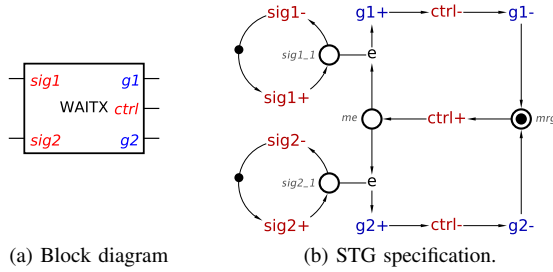 sig1 g1
WAITX ctrl
sig2 g2
(a) Block diagram
sig1- g1+ ctrl- g1-
sig1_1 e
sig1+
me ctrl+ mrg
sig2-
sig2_1 e
sig2+ g2+ ctrl- g2-
(b) STG specification.